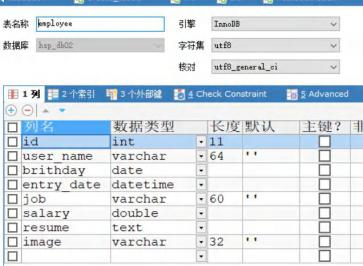 表名称 employee 引擎 InnoDB
数据库 hsp_db02 字符集 utf8
核对 utf8_general_ci
1 列 2 个索引 3 个外部键 4 Check Constraint 5 Advanced
列名 数据类型 长度 默认 主键?
id int 11
user_name varchar 64 ''
brithday date
entry_date datetime
job varchar 60 ''
salary double
resume text
image varchar 32 ''